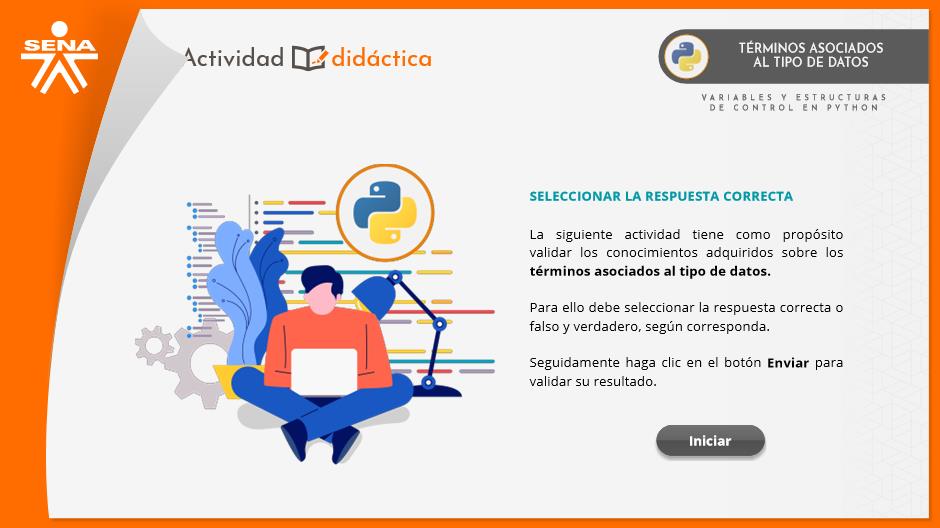 SENA
Actividad didáctica
TÉRMINOS ASOCIADOS
AL TIPO DE DATOS
VARIABLES Y ESTRUCTURAS
DE CONTROL EN PYTHON
SELECCIONAR LA RESPUESTA CORRECTA
La siguiente actividad tiene como propósito
validar los conocimientos adquiridos sobre los
términos asociados al tipo de datos.
Para ello debe seleccionar la respuesta correcta o
falso y verdadero, según corresponda.
Seguidamente haga clic en el botón Enviar para
validar su resultado.
Iniciar